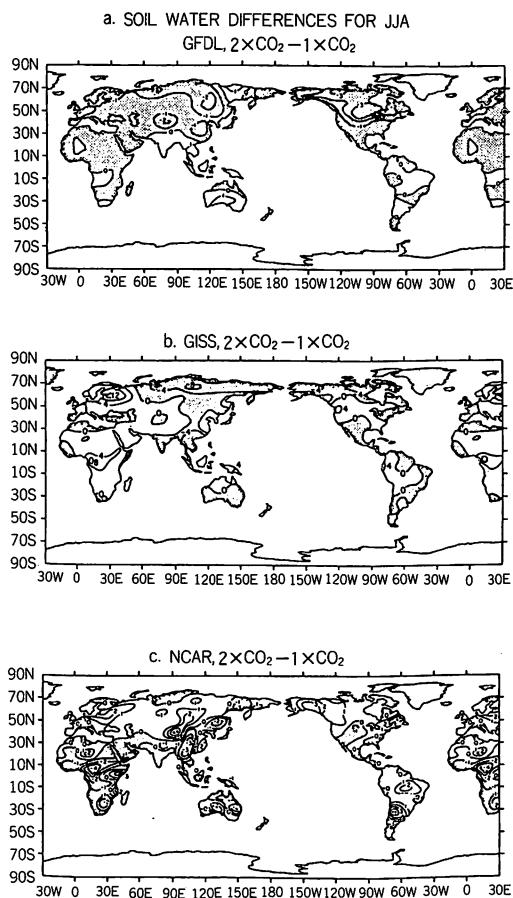 a. SOIL WATER DIFFERENCES FOR JJA
GFDL, 2×CO₂−1×CO₂
90N
70N
50N
30N
10N
10S
30S
50S
70S
90S
30W 0 30E 60E 90E 120E 150E 180 150W 120W 90W 60W 30W 0 30E
b. GISS, 2×CO₂−1×CO₂
90N
70N
50N
30N
10N
10S
30S
50S
70S
90S
30W 0 30E 60E 90E 120E 150E 180 150W 120W 90W 60W 30W 0 30E
c. NCAR, 2×CO₂−1×CO₂
90N
70N
50N
30N
10N
10S
30S
50S
70S
90S
30W 0 30E 60E 90E 120E 150E 180 150W 120W 90W 60W 30W 0 30E